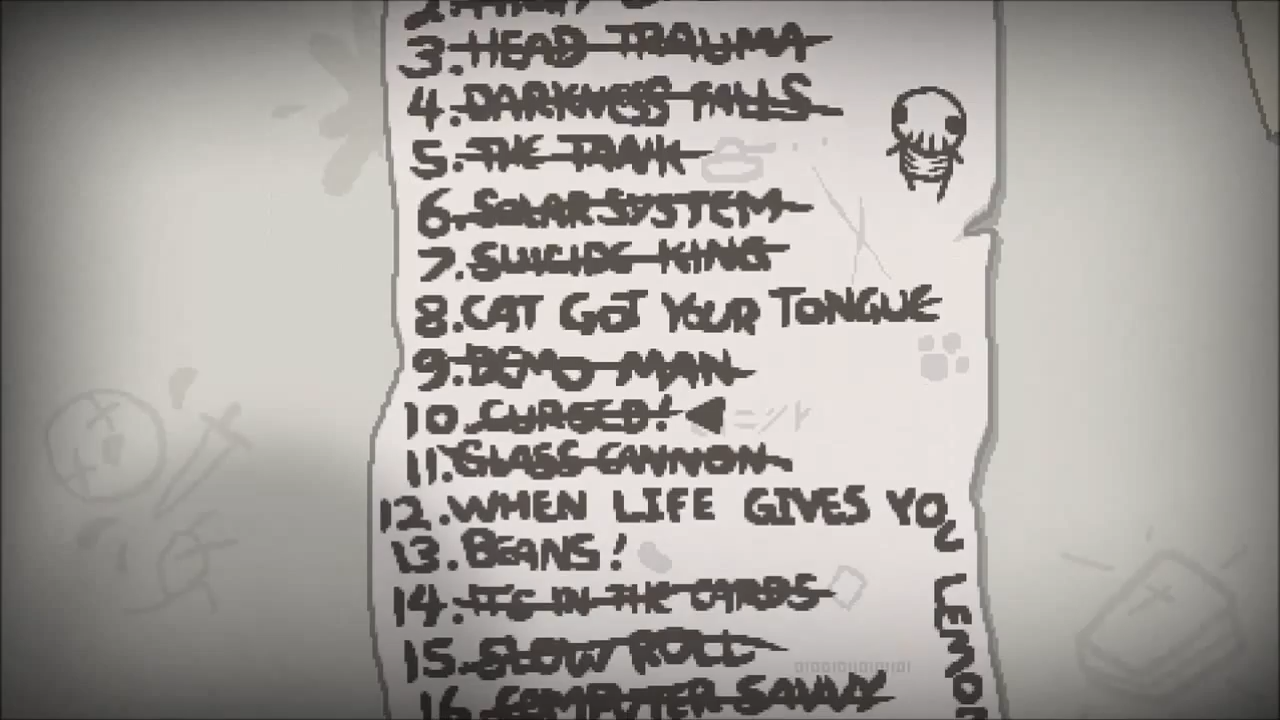 3. HEAD TRAUMA
4. DARKNESS FALLS
5. THE TANK
6. SOLAR SYSTEM
7. SUICIDE KING
8. CAT GOT YOUR TONGUE
9. DEMO MAN
10. CURSED!
11. GLASS CANNON
12. WHEN LIFE GIVES YOU LEMON
13. BEANS!
14. IT'S IN THE CARDS
15. SLOW ROLL
16. COMPUTER SAVVY